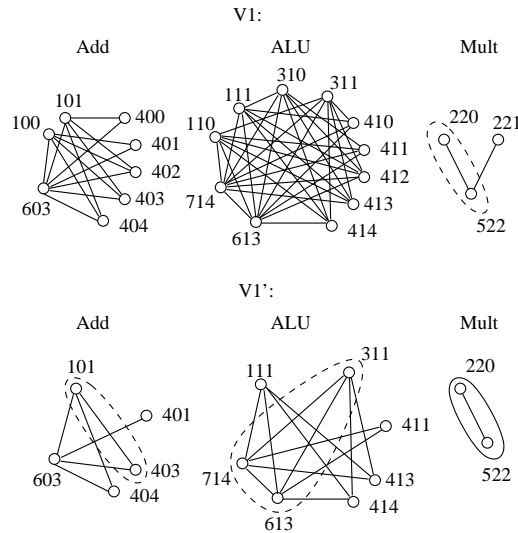 V1:
Add ALU Mult
310
101 111 311
100 400 410 220 221
401 110 411
402 412
603 403 714 413 522
404 613 414
V1’:
Add ALU Mult
101 111 311 220
401 411
603 403 714 413 522
404 414
613